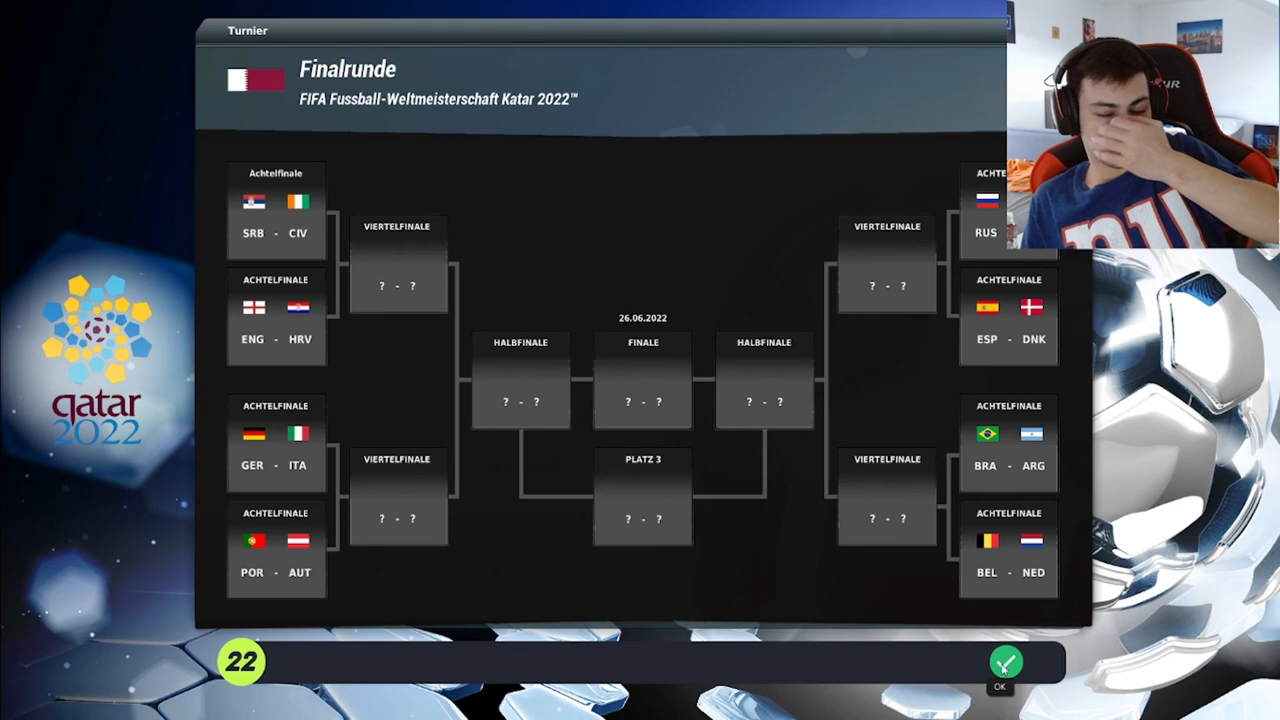 Turnier
Finalrunde
FIFA Fussball-Weltmeisterschaft Katar 2022™
Achtelfinale
SRB - CIV
ACHTELFINALE
ENG - HRV
ACHTELFINALE
GER - ITA
ACHTELFINALE
POR - AUT
VIERTELFINALE
? - ?
VIERTELFINALE
? - ?
HALBFINALE
? - ?
26.06.2022
FINALE
? - ?
PLATZ 3
? - ?
HALBFINALE
? - ?
VIERTELFINALE
? - ?
VIERTELFINALE
? - ?
ACHTE
RUS
ACHTELFINALE
ESP - DNK
ACHTELFINALE
BRA - ARG
ACHTELFINALE
BEL - NED
qatar
2022
22
OK